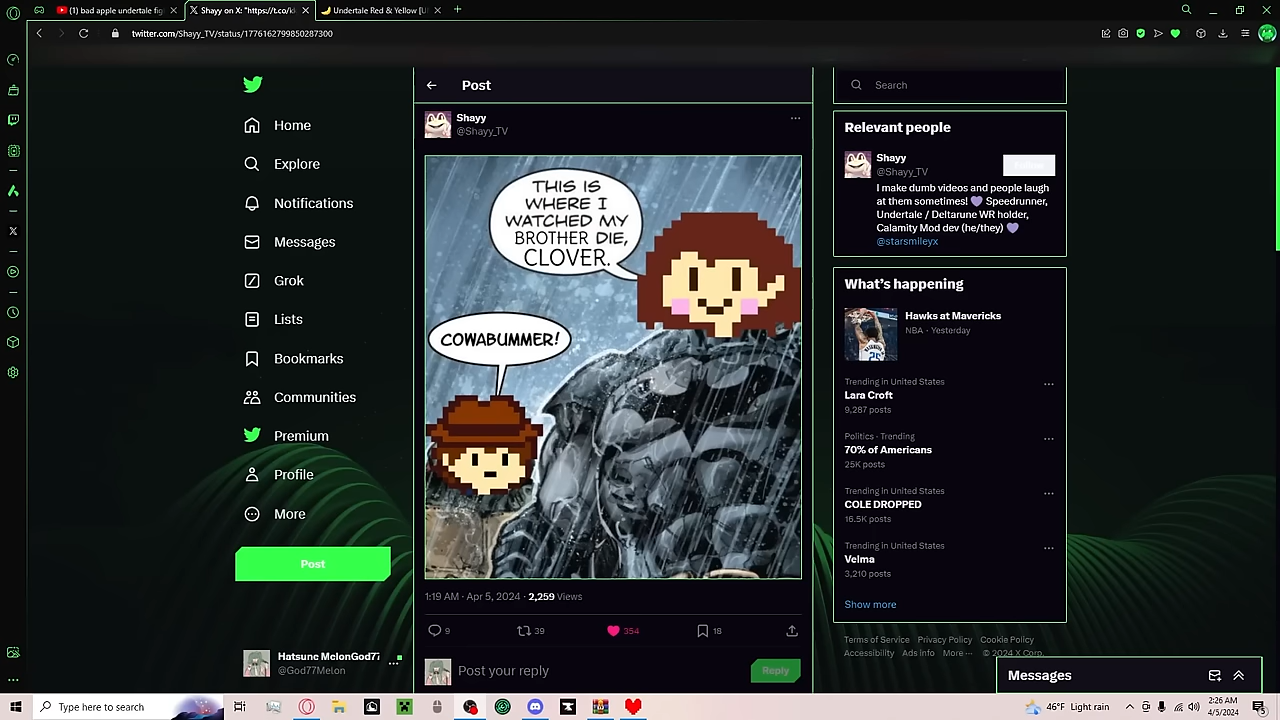 (1) bad apple undertale fig
Shayy on X: "https://t.co/kk
Undertale Red & Yellow [U
twitter.com/Shayy_TV/status/1776162799850287300
Home
Explore
Notifications
Messages
Grok
Lists
Bookmarks
Communities
Premium
Profile
More
Post
Hatsune MelonGod77
@God77Melon
Post
Shayy
@Shayy_TV
THIS IS
WHERE I
WATCHED MY
BROTHER DIE,
CLOVER.
COWABUMMER!
1:19 AM · Apr 5, 2024 · 2,259 Views
9
39
354
18
Post your reply
Reply
Search
Relevant people
Shayy
@Shayy_TV
I make dumb videos and people laugh
at them sometimes! 💜 Speedrunner,
Undertale / Deltarune WR holder,
Calamity Mod dev (he/they) 💜
@starsmileyx
What's happening
Hawks at Mavericks
NBA · Yesterday
Trending in United States
Lara Croft
9,287 posts
Politics · Trending
70% of Americans
25K posts
Trending in United States
COLE DROPPED
16.5K posts
Trending in United States
Velma
3,210 posts
Show more
Terms of Service Privacy Policy Cookie Policy
Accessibility Ads info More ··· © 2024 X Corp.
Messages
Type here to search
46°F Light rain
2:26 AM
4/5/2024